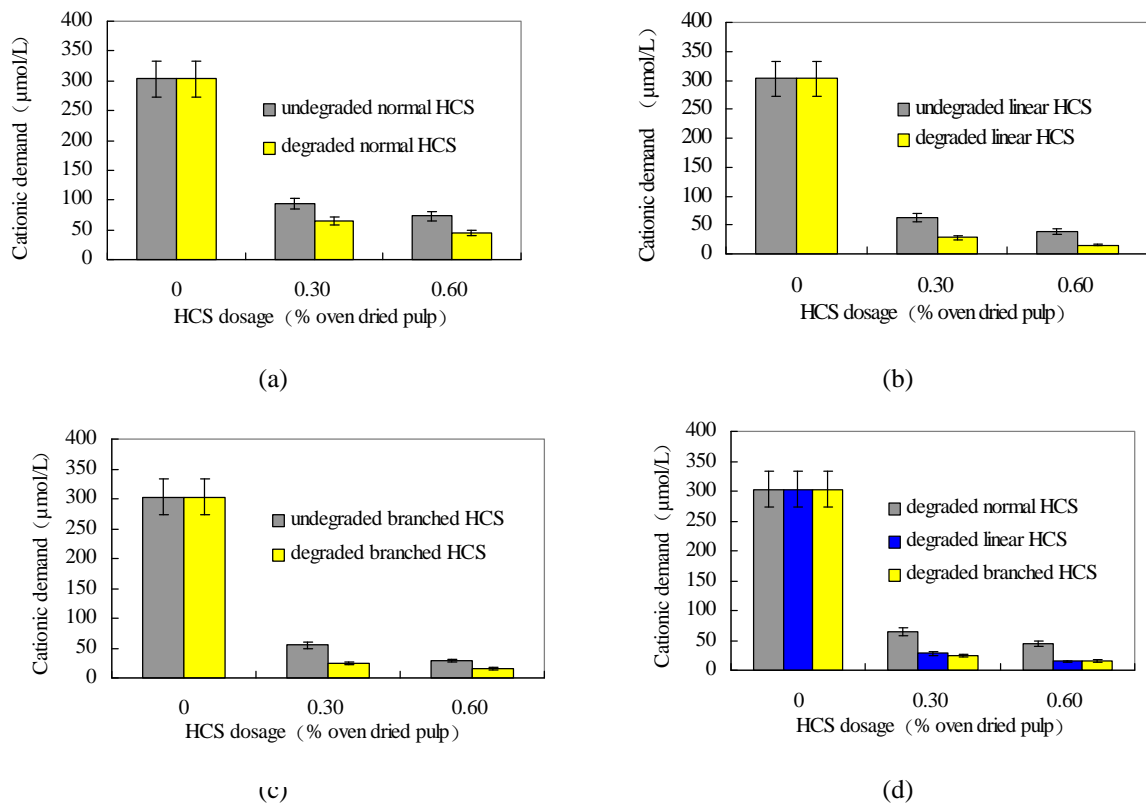 400
350
300
250
200
150
100
50
0
Cationic demand（μmol/L）
undegraded normal HCS
degraded normal HCS
0 0.30 0.60
HCS dosage（% oven dried pulp）
(a)
400
350
300
250
200
150
100
50
0
Cationic demand （μmol/L）
undegraded linear HCS
degraded linear HCS
0 0.30 0.60
HCS dosage（% oven dried pulp）
(b)
400
350
300
250
200
150
100
50
0
Cationic demand（μmol/L）
undegraded branched HCS
degraded branched HCS
0 0.30 0.60
HCS dosage（% oven dried pulp）
(c)
400
350
300
250
200
150
100
50
0
Cationic demand （μmol/L）
degraded normal HCS
degraded linear HCS
degraded branched HCS
0 0.30 0.60
HCS dosage（% oven dried pulp）
(d)